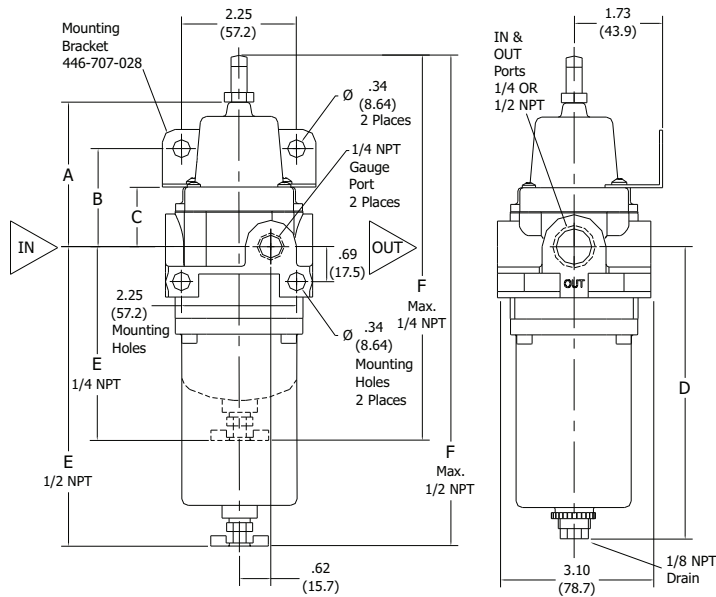 2.25
(57.2)
Mounting
Bracket
446-707-028
Ø .34
(8.64)
2 Places
1/4 NPT
Gauge
Port
2 Places
A
B
C
IN
OUT
.69
(17.5)
2.25
(57.2)
Mounting
Holes
Ø .34
(8.64)
Mounting
Holes
2 Places
E
1/4 NPT
E
1/2 NPT
F
Max.
1/4 NPT
F
Max.
1/2 NPT
.62
(15.7)
1.73
(43.9)
IN &
OUT
Ports
1/4 OR
1/2 NPT
OUT
D
3.10
(78.7)
1/8 NPT
Drain